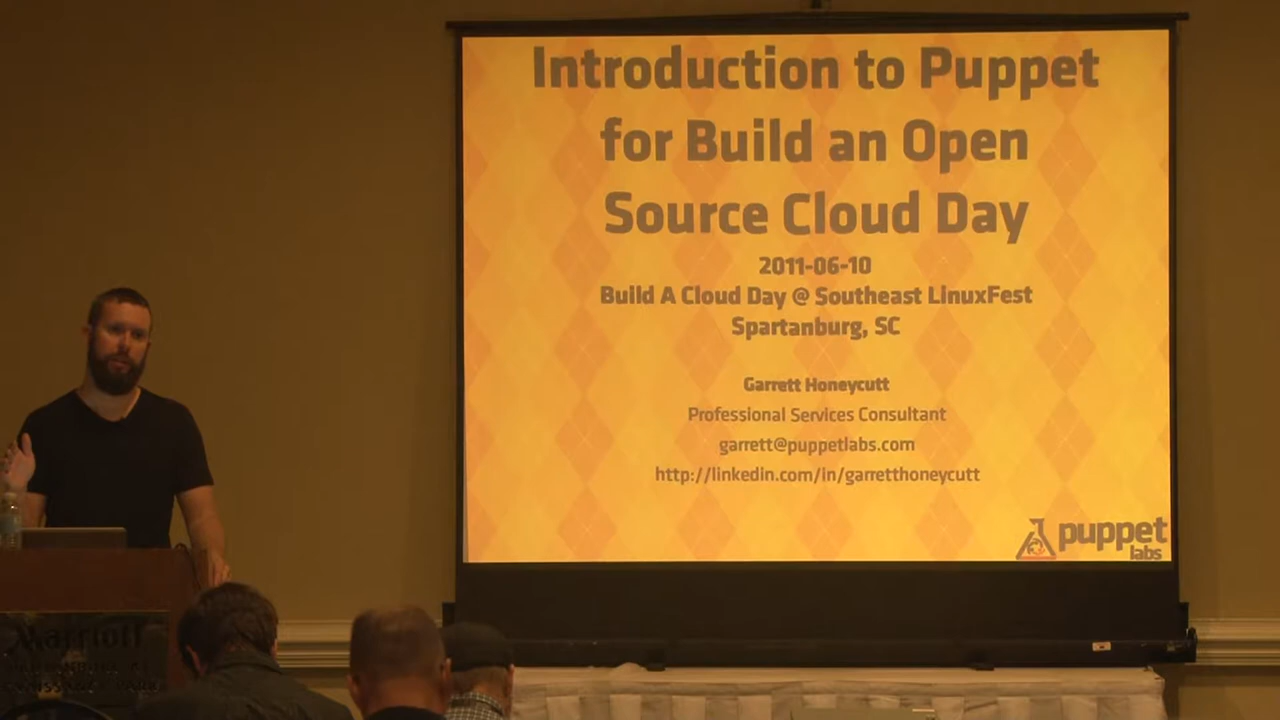 Introduction to Puppet
for Build an Open
Source Cloud Day
2011-06-10
Build A Cloud Day @ Southeast LinuxFest
Spartanburg, SC
Garrett Honeycutt
Professional Services Consultant
garrett@puppetlabs.com
http://linkedin.com/in/garretthoneycutt
puppet
labs
Marriott